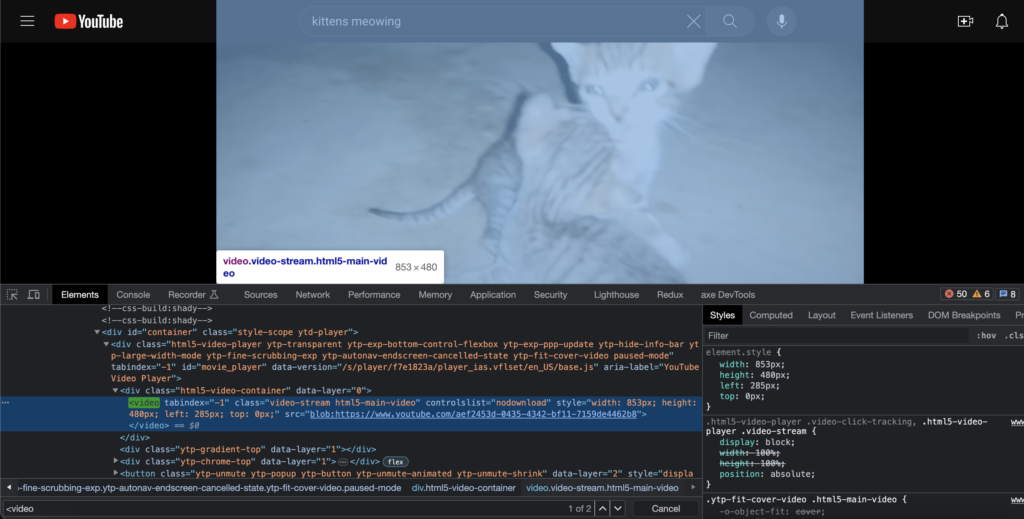 YouTube
kittens meowing
video.video-stream.html5-main-vid
eo
853 × 480
Elements Console Recorder Sources Network Performance Memory Application Security Lighthouse Redux axe DevTools 50 6 8
<!--css-build:shady-->
<!--css-build:shady-->
<div id="container" class="style-scope ytd-player">
<div class="html5-video-player ytp-transparent ytp-exp-bottom-control-flexbox ytp-exp-ppp-update ytp-hide-info-bar yt
p-large-width-mode ytp-fine-scrubbing-exp ytp-autonav-endscreen-cancelled-state ytp-fit-cover-video paused-mode"
tabindex="-1" id="movie_player" data-version="/s/player/f7e1823a/player_ias.vflset/en_US/base.js" aria-label="YouTube
Video Player">
<div class="html5-video-container" data-layer="0">
<video tabindex="-1" class="video-stream html5-main-video" controlslist="nodownload" style="width: 853px; height:
480px; left: 285px; top: 0px;" src="blob:https://www.youtube.com/aef2453d-0435-4342-bf11-7159de4462b8">
</video> == $0
</div>
<div class="ytp-gradient-top" data-layer="1"></div>
<div class="ytp-chrome-top" data-layer="1">…</div> flex
<button class="ytp-unmute ytp-popup ytp-button ytp-unmute-animated ytp-unmute-shrink" data-layer="2" style="displa
p-fine-scrubbing-exp.ytp-autonav-endscreen-cancelled-state.ytp-fit-cover-video.paused-mode div.html5-video-container video.video-stream.html5-main-video
<video 1 of 2 Cancel
Styles Computed Layout Event Listeners DOM Breakpoints Pr
Filter :hov .cls
element.style {
width: 853px;
height: 480px;
left: 285px;
top: 0px;
}
.html5-video-player .video-click-tracking, .html5-video-
player .video-stream { www
display: block;
width: 100%;
height: 100%;
position: absolute;
}
.ytp-fit-cover-video .html5-main-video { www
-o-object-fit: cover;